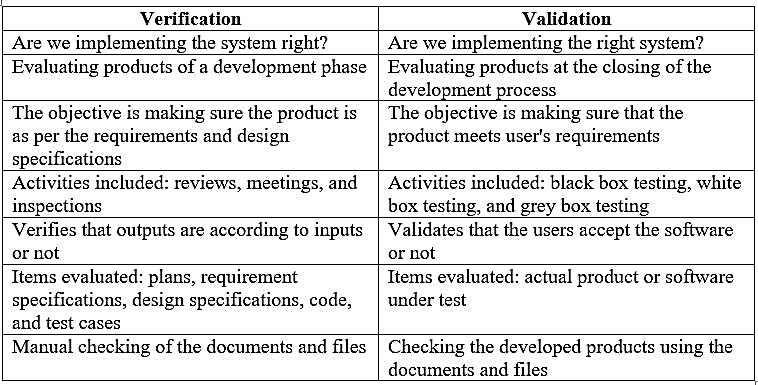 Verification
Validation
Are we implementing the system right?
Are we implementing the right system?
Evaluating products of a development phase
Evaluating products at the closing of the
development process
The objective is making sure the product is
as per the requirements and design
specifications
The objective is making sure that the
product meets user's requirements
Activities included: reviews, meetings, and
inspections
Activities included: black box testing, white
box testing, and grey box testing
Verifies that outputs are according to inputs
or not
Validates that the users accept the software
or not
Items evaluated: plans, requirement
specifications, design specifications, code,
and test cases
Items evaluated: actual product or software
under test
Manual checking of the documents and files
Checking the developed products using the
documents and files